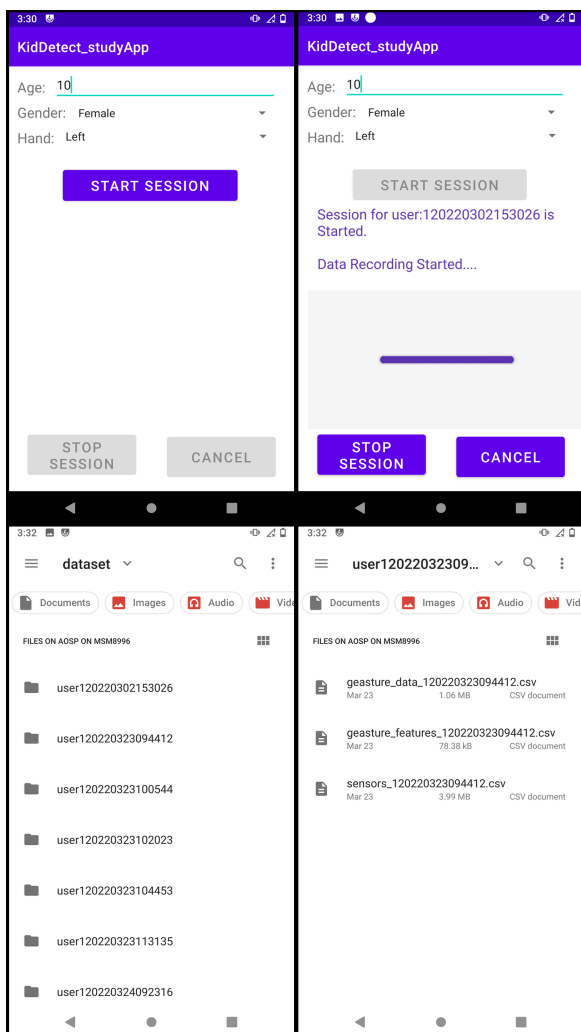 3:30
KidDetect_studyApp
Age: 10
Gender: Female
Hand: Left
START SESSION
STOP
SESSION
CANCEL
3:30
KidDetect_studyApp
Age: 10
Gender: Female
Hand: Left
START SESSION
Session for user:120220302153026 is
Started.
Data Recording Started....
STOP
SESSION
CANCEL
3:32
dataset
Documents Images Audio Vide
FILES ON AOSP ON MSM8996
user120220302153026
user120220323094412
user120220323100544
user120220323102023
user120220323104453
user120220323113135
user120220324092316
3:32
user12022032309...
Documents Images Audio Vid
FILES ON AOSP ON MSM8996
geasture_data_120220323094412.csv
Mar 23 1.06 MB CSV document
geasture_features_120220323094412.csv
Mar 23 78.38 kB CSV document
sensors_120220323094412.csv
Mar 23 3.99 MB CSV document